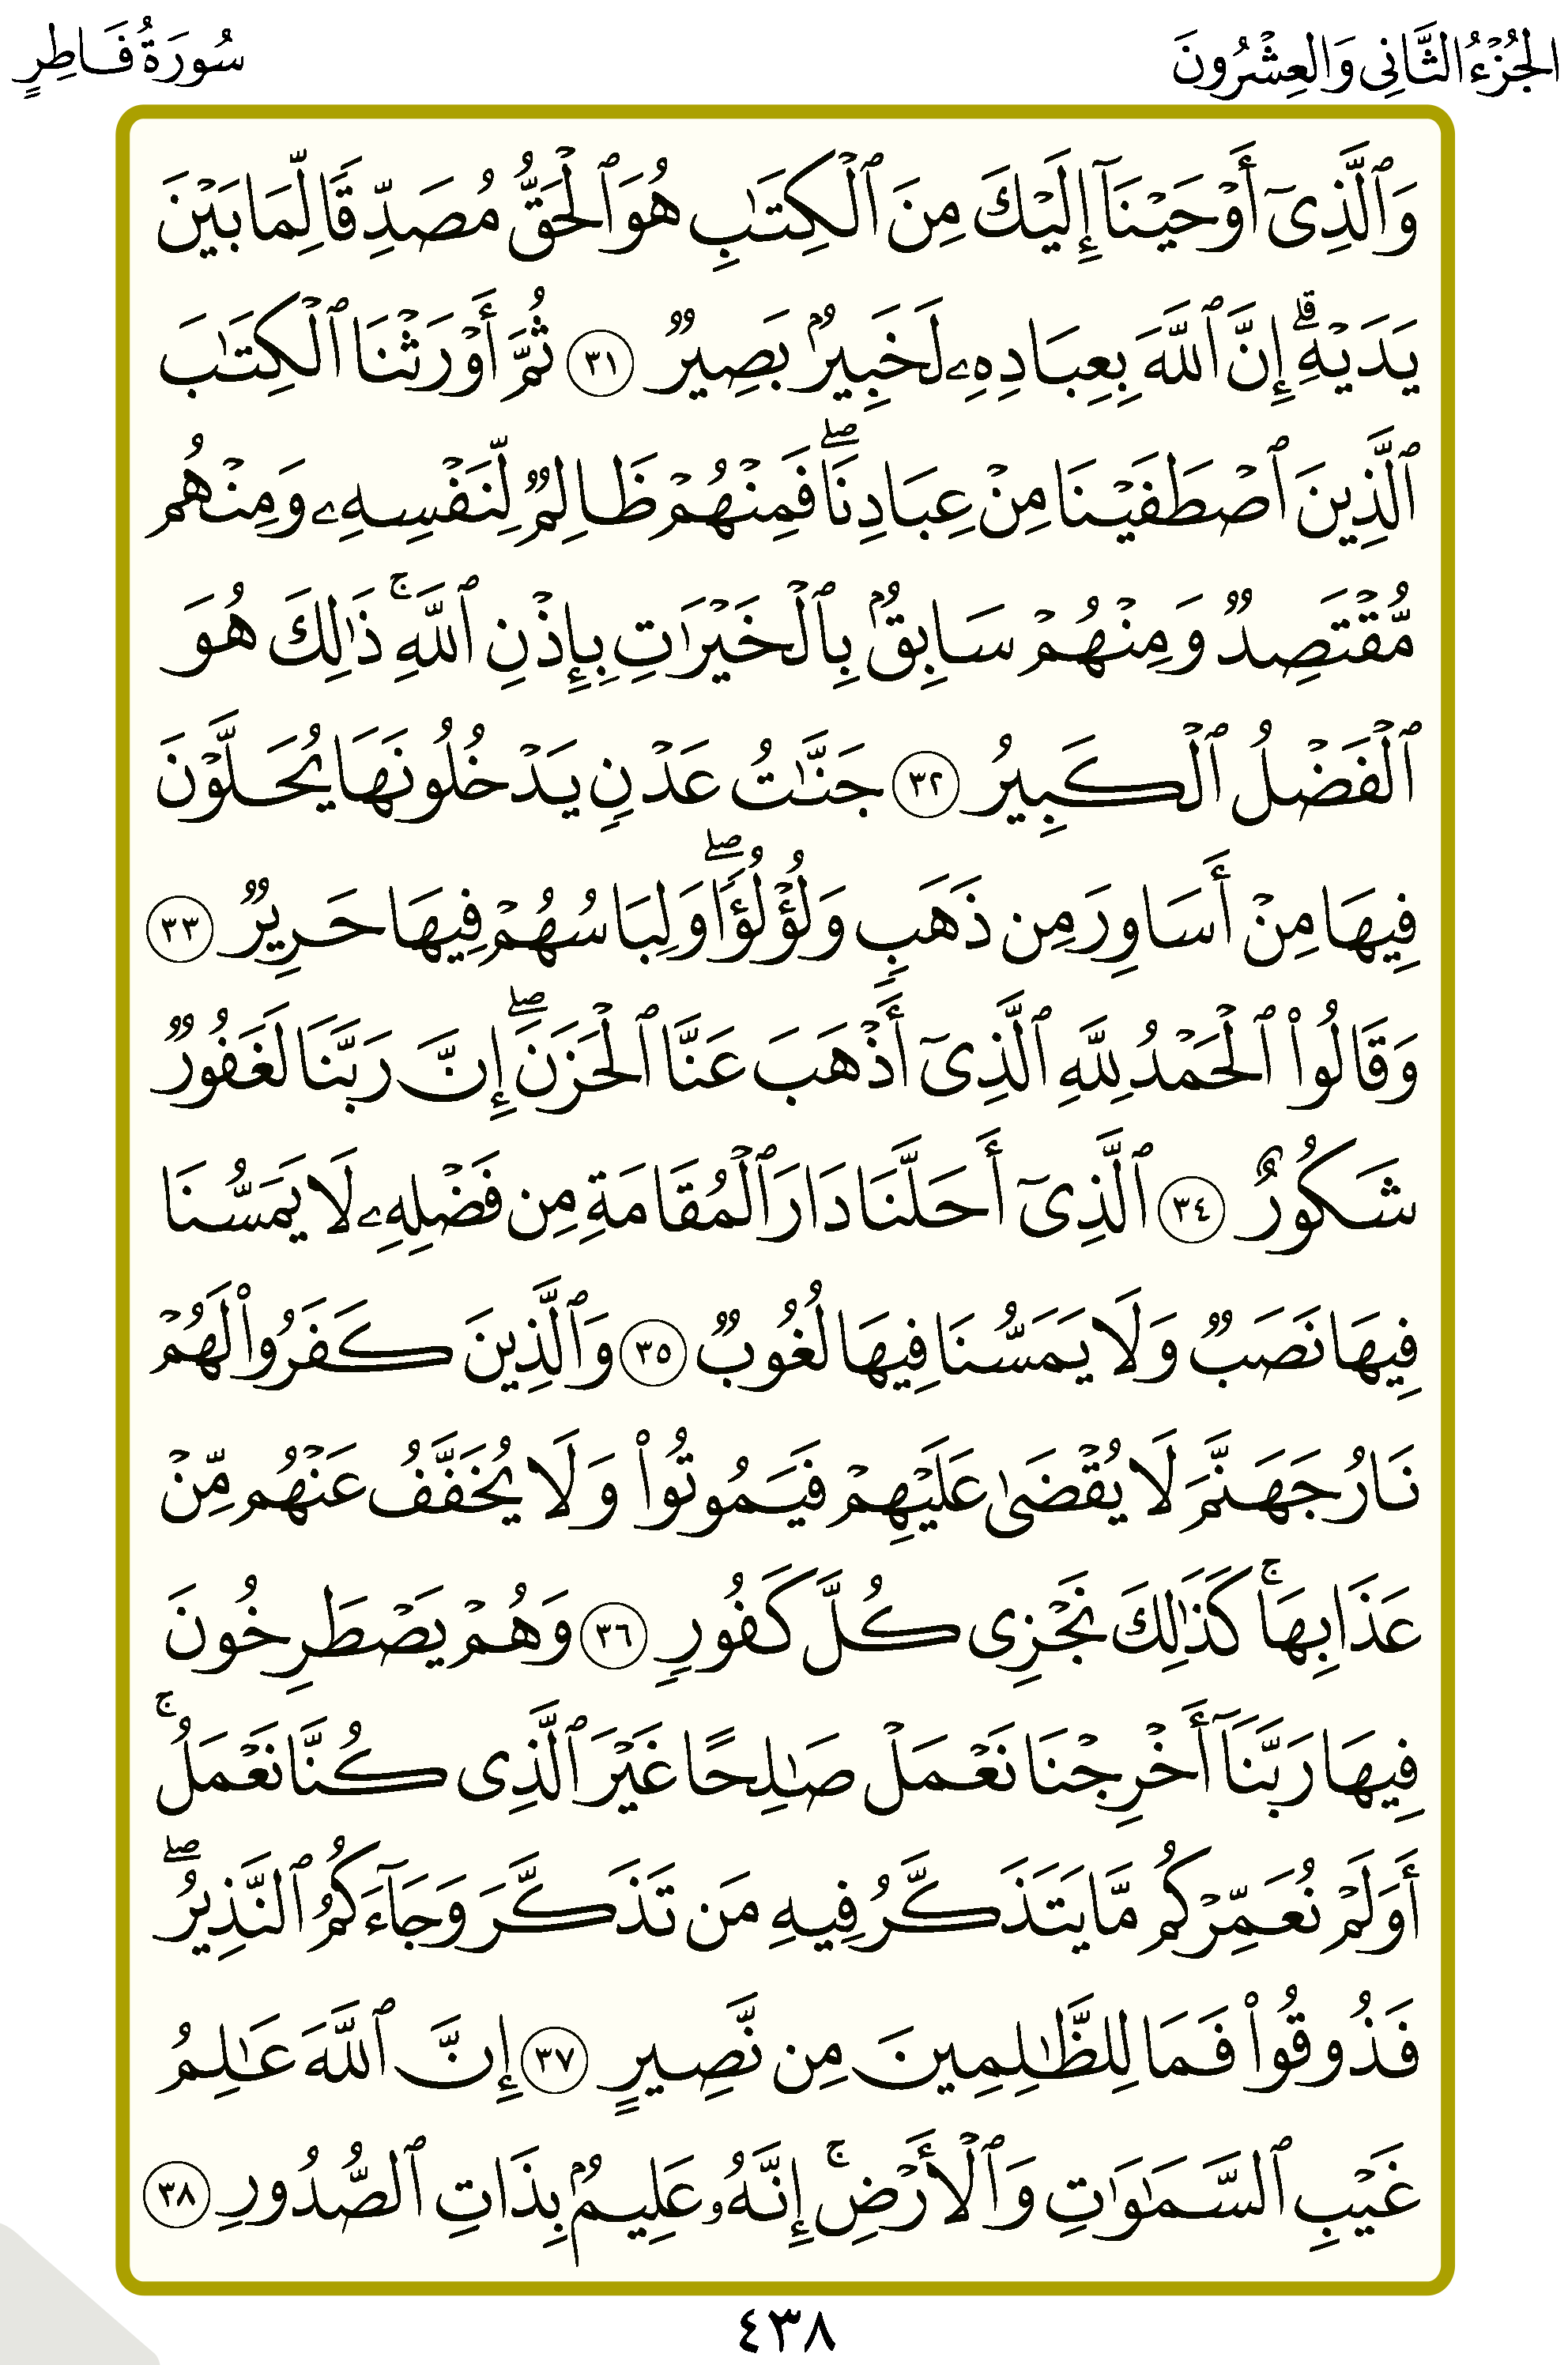 الجُزْءُ الثَّانِي وَالعِشْرُونَ
سُورَةُ فَاطِرٍ
وَٱلَّذِىٓ أَوْحَيْنَآ إِلَيْكَ مِنَ ٱلْكِتَٰبِ هُوَ ٱلْحَقُّ مُصَدِّقًا لِّمَا بَيْنَ
يَدَيْهِۗ إِنَّ ٱللَّهَ بِعِبَادِهِۦ لَخَبِيرٌۢ بَصِيرٌ ٣١ ثُمَّ أَوْرَثْنَا ٱلْكِتَٰبَ
ٱلَّذِينَ ٱصْطَفَيْنَا مِنْ عِبَادِنَاۖ فَمِنْهُمْ ظَالِمٌ لِّنَفْسِهِۦ وَمِنْهُم
مُّقْتَصِدٌ وَمِنْهُمْ سَابِقٌۢ بِٱلْخَيْرَٰتِ بِإِذْنِ ٱللَّهِۚ ذَٰلِكَ هُوَ
ٱلْفَضْلُ ٱلْكَبِيرُ ٣٢ جَنَّٰتُ عَدْنٍ يَدْخُلُونَهَا يُحَلَّوْنَ
فِيهَا مِنْ أَسَاوِرَ مِن ذَهَبٍ وَلُؤْلُؤًاۖ وَلِبَاسُهُمْ فِيهَا حَرِيرٌ ٣٣
وَقَالُوا۟ ٱلْحَمْدُ لِلَّهِ ٱلَّذِىٓ أَذْهَبَ عَنَّا ٱلْحَزَنَۖ إِنَّ رَبَّنَا لَغَفُورٌ
شَكُورٌ ٣٤ ٱلَّذِىٓ أَحَلَّنَا دَارَ ٱلْمُقَامَةِ مِن فَضْلِهِۦ لَا يَمَسُّنَا
فِيهَا نَصَبٌ وَلَا يَمَسُّنَا فِيهَا لُغُوبٌ ٣٥ وَٱلَّذِينَ كَفَرُوا۟ لَهُمْ
نَارُ جَهَنَّمَ لَا يُقْضَىٰ عَلَيْهِمْ فَيَمُوتُوا۟ وَلَا يُخَفَّفُ عَنْهُم مِّنْ
عَذَابِهَاۚ كَذَٰلِكَ نَجْزِى كُلَّ كَفُورٍ ٣٦ وَهُمْ يَصْطَرِخُونَ
فِيهَا رَبَّنَآ أَخْرِجْنَا نَعْمَلْ صَٰلِحًا غَيْرَ ٱلَّذِى كُنَّا نَعْمَلُۚ
أَوَلَمْ نُعَمِّرْكُم مَّا يَتَذَكَّرُ فِيهِ مَن تَذَكَّرَ وَجَآءَكُمُ ٱلنَّذِيرُۖ
فَذُوقُوا۟ فَمَا لِلظَّٰلِمِينَ مِن نَّصِيرٍ ٣٧ إِنَّ ٱللَّهَ عَٰلِمُ
غَيْبِ ٱلسَّمَٰوَٰتِ وَٱلْأَرْضِۚ إِنَّهُۥ عَلِيمٌۢ بِذَاتِ ٱلصُّدُورِ ٣٨
٤٣٨